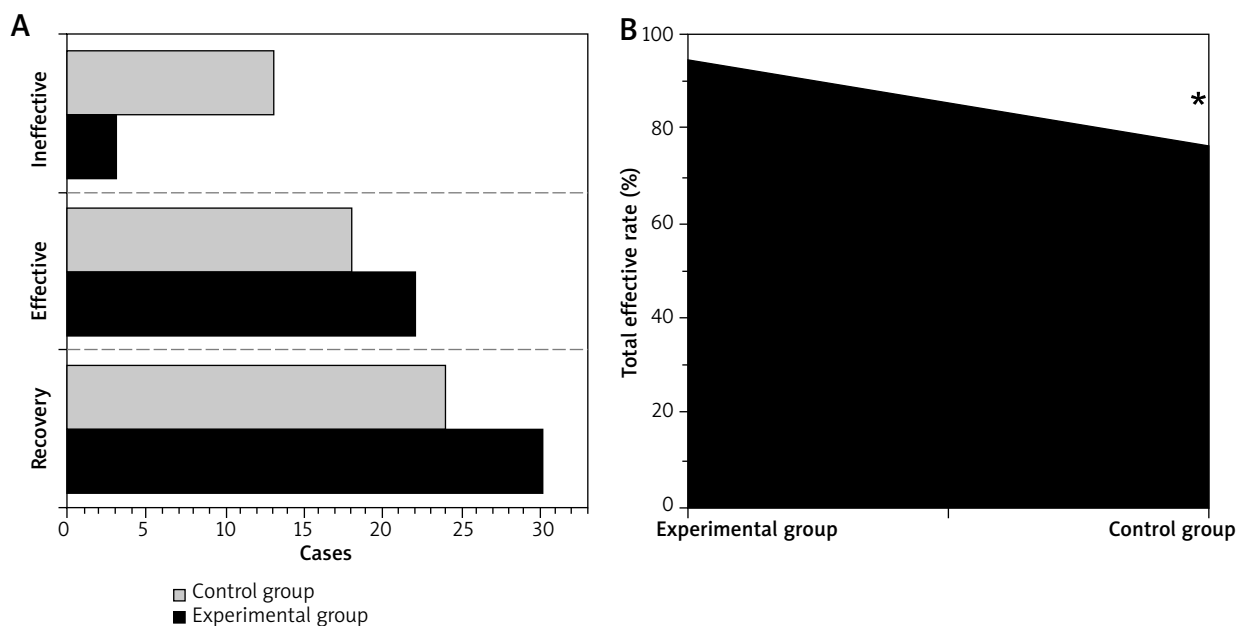 A
Ineffective
Effective
Recovery
0 5 10 15 20 25 30
Cases
Control group
Experimental group
B
Total effective rate (%)
100
80
60
40
20
0
*
Experimental group Control group